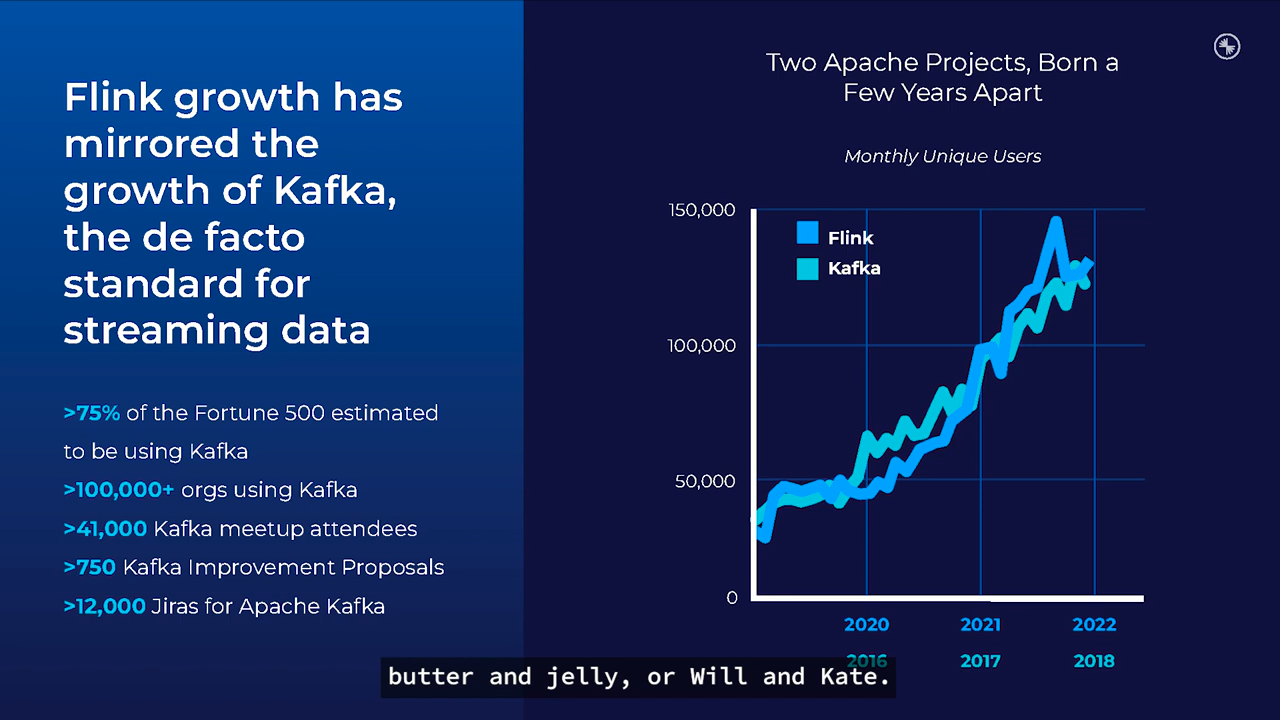 Flink growth has
mirrored the
growth of Kafka,
the de facto
standard for
streaming data
>75% of the Fortune 500 estimated
to be using Kafka
>100,000+ orgs using Kafka
>41,000 Kafka meetup attendees
>750 Kafka Improvement Proposals
>12,000 Jiras for Apache Kafka
Two Apache Projects, Born a
Few Years Apart
Monthly Unique Users
150,000
Flink
Kafka
100,000
50,000
0
2020 2021 2022
2016 2017 2018
butter and jelly, or Will and Kate.